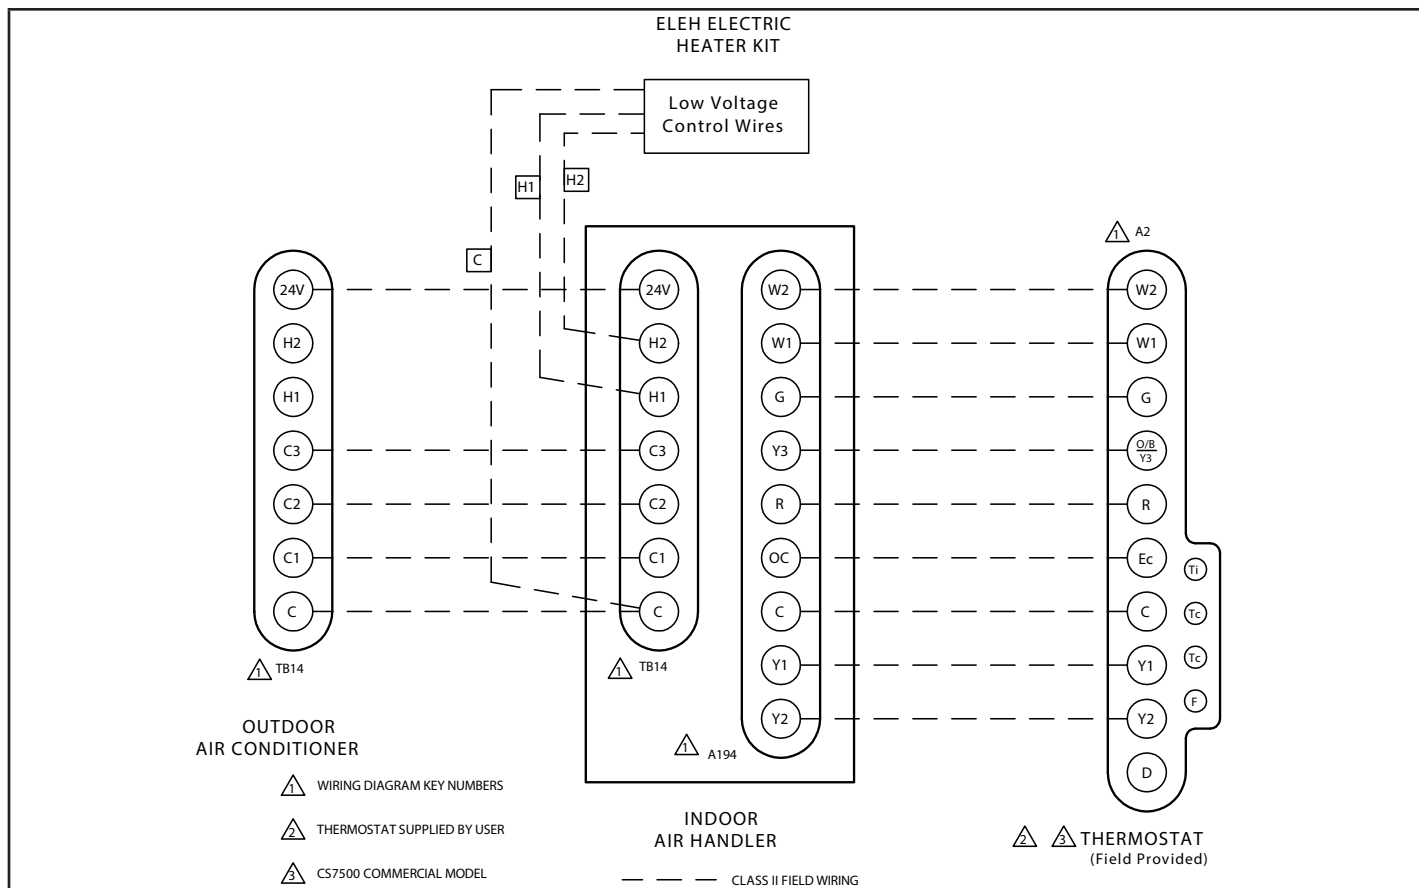 ELEH ELECTRIC
HEATER KIT
Low Voltage
Control Wires
H1
H2
C
1 A2
24V
H2
H1
C3
C2
C1
C
1 TB14
OUTDOOR
AIR CONDITIONER
24V
H2
H1
C3
C2
C1
C
1 TB14
W2
W1
G
Y3
R
OC
C
Y1
Y2
1 A194
INDOOR
AIR HANDLER
W2
W1
G
O/B
Y3
R
Ec
C
Y1
Y2
D
Ti
Tc
Tc
F
2 3 THERMOSTAT
(Field Provided)
1 WIRING DIAGRAM KEY NUMBERS
2 THERMOSTAT SUPPLIED BY USER
3 CS7500 COMMERCIAL MODEL
CLASS II FIELD WIRING